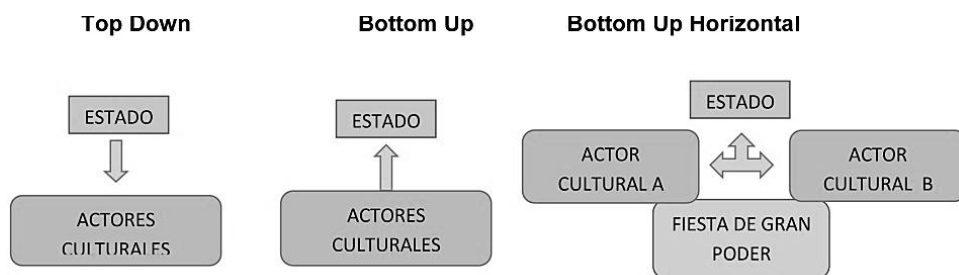 Top Down
Bottom Up
Bottom Up Horizontal
ESTADO
ACTORES
CULTURALES
ESTADO
ACTORES
CULTURALES
ESTADO
ACTOR
CULTURAL A
ACTOR
CULTURAL B
FIESTA DE GRAN
PODER